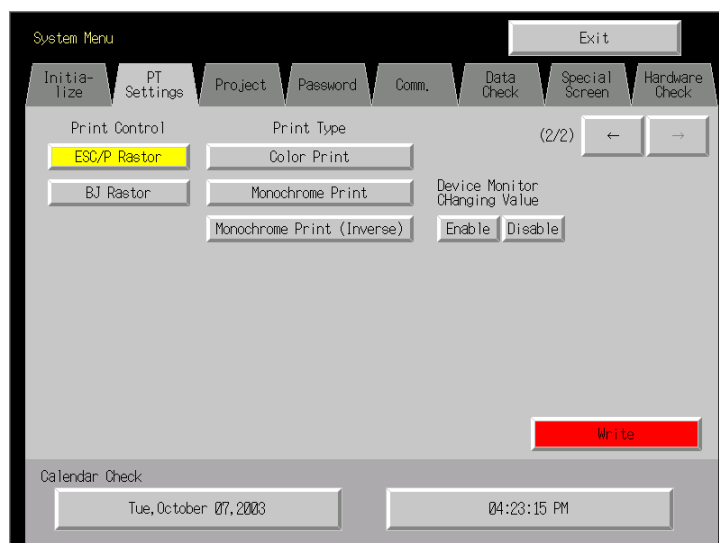 System Menu
Exit
Initia-
lize
PT
Settings
Project
Password
Comm.
Data
Check
Special
Screen
Hardware
Check
Print Control
Print Type
(2/2)
←
→
ESC/P Rastor
Color Print
BJ Rastor
Monochrome Print
Device Monitor
CHanging Value
Monochrome Print (Inverse)
Enable
Disable
Write
Calendar Check
Tue,October 07,2003
04:23:15 PM